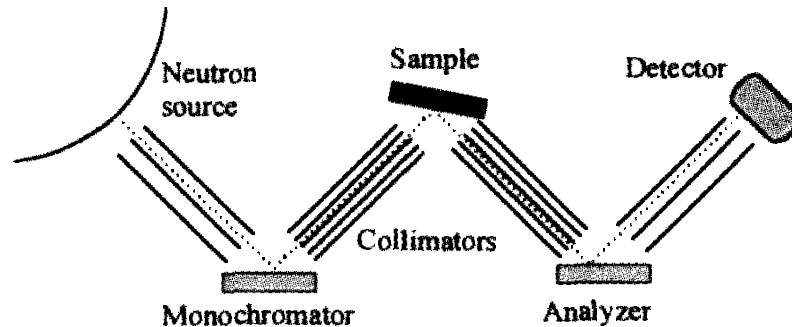 Neutron
source
Sample
Detector
Collimators
Monochromator
Analyzer